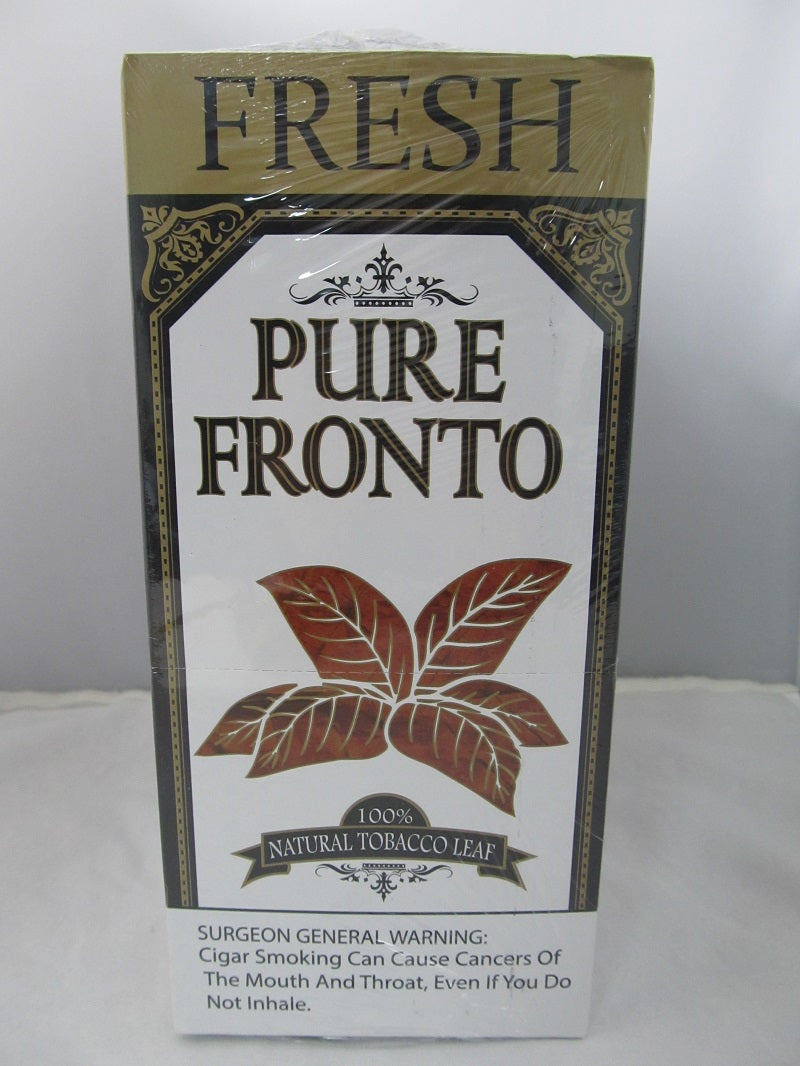 FRESH
PURE
FRONTO
100%
NATURAL TOBACCO LEAF
SURGEON GENERAL WARNING:
Cigar Smoking Can Cause Cancers Of
The Mouth And Throat, Even If You Do
Not Inhale.